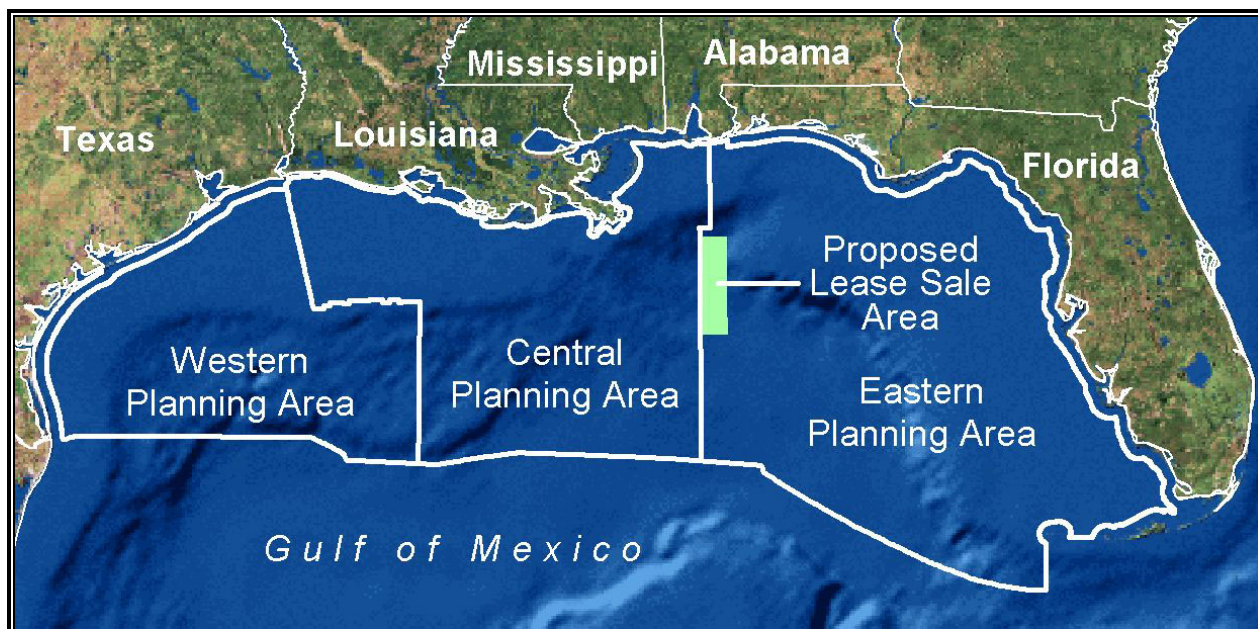 Mississippi
Alabama
Texas
Louisiana
Florida
Proposed
Lease Sale
Area
Western
Planning Area
Central
Planning Area
Eastern
Planning Area
Gulf of Mexico